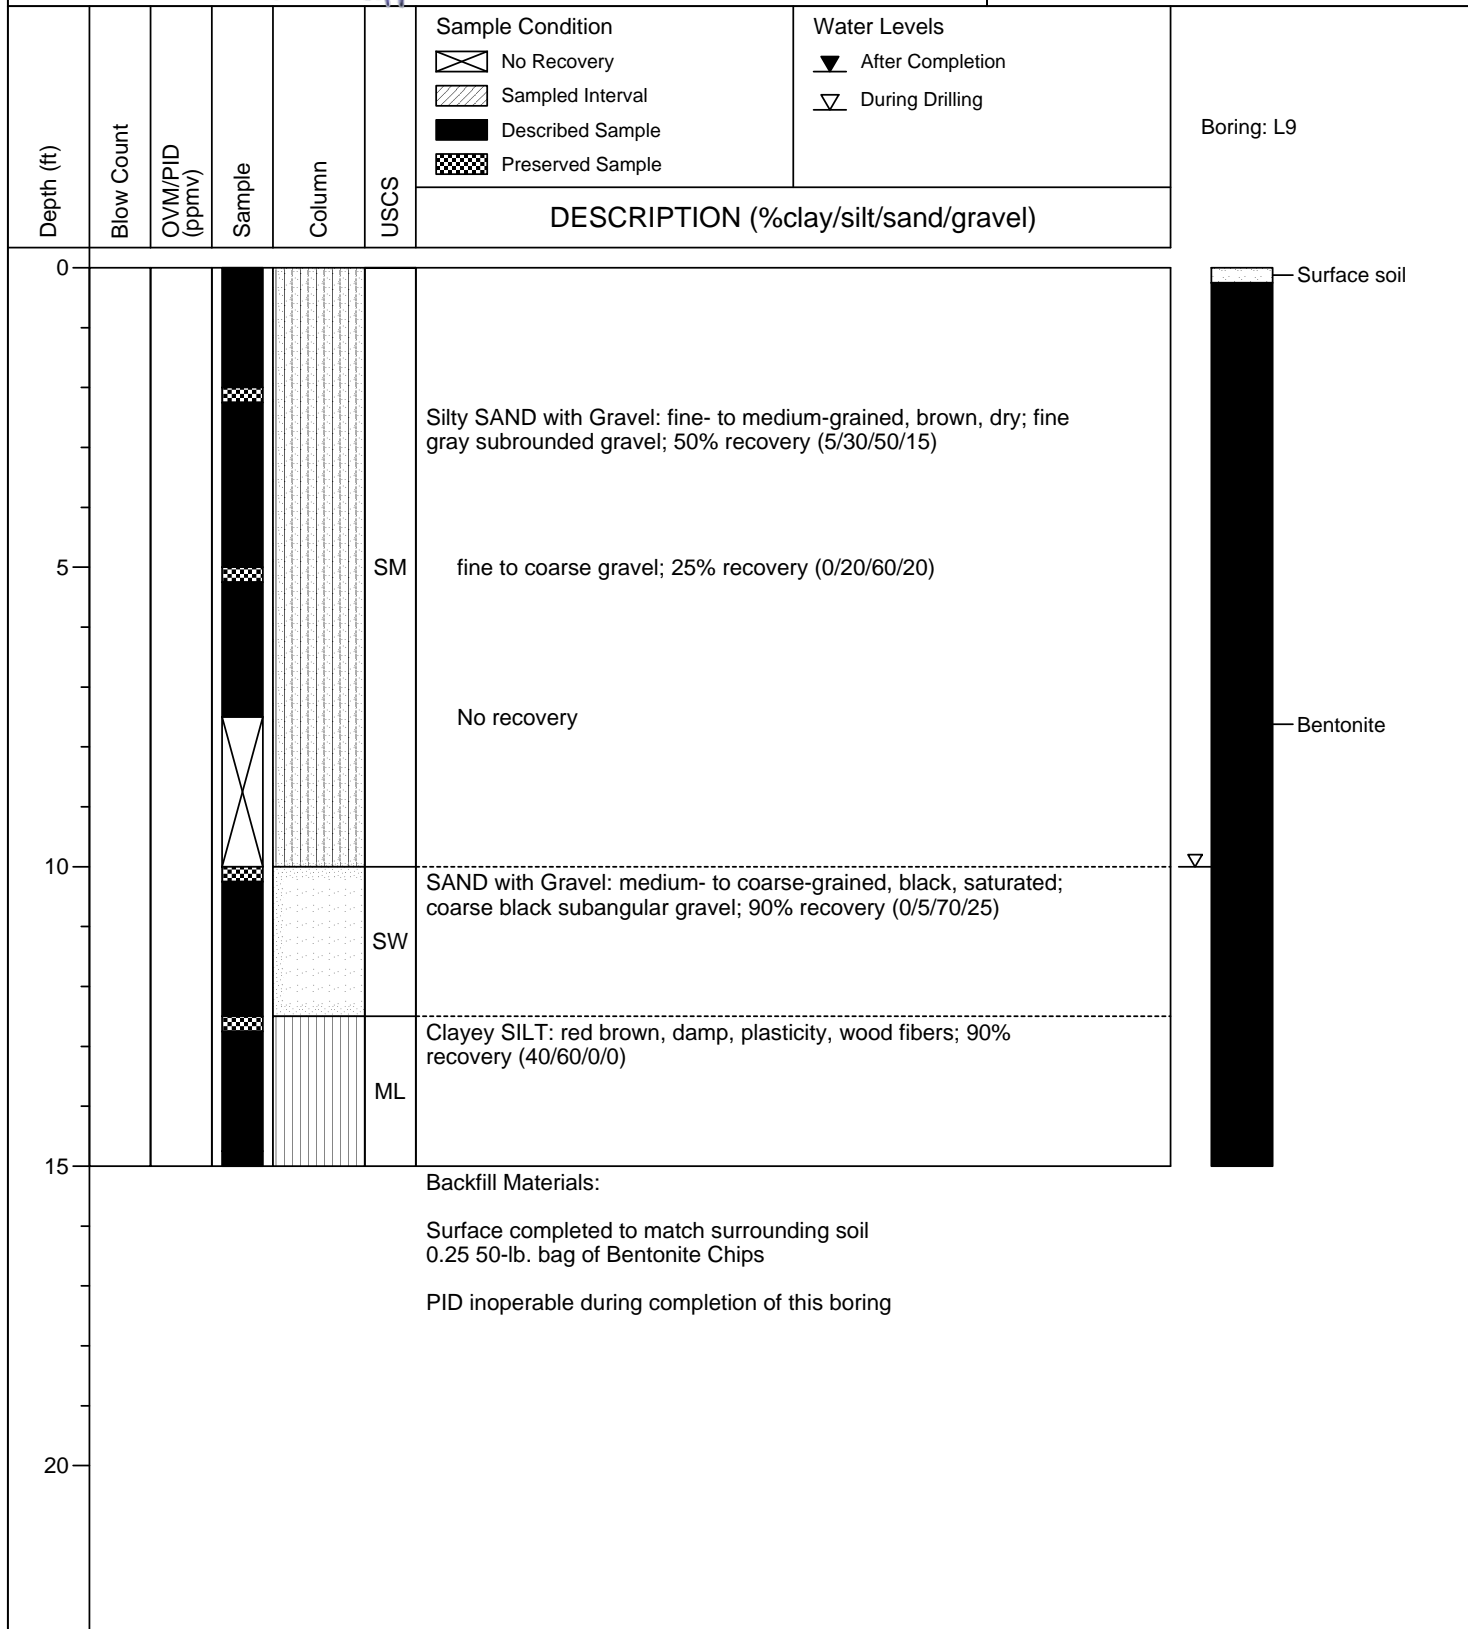 Sample Condition
No Recovery
Sampled Interval
Described Sample
Preserved Sample
Water Levels
After Completion
During Drilling
Boring: L9
Depth (ft)
Blow Count
OVM/PID
(ppmv)
Sample
Column
USCS
DESCRIPTION (%clay/silt/sand/gravel)
0
Surface soil
Silty SAND with Gravel: fine- to medium-grained, brown, dry; fine
gray subrounded gravel; 50% recovery (5/30/50/15)
5
SM
fine to coarse gravel; 25% recovery (0/20/60/20)
No recovery
Bentonite
10
SAND with Gravel: medium- to coarse-grained, black, saturated;
coarse black subangular gravel; 90% recovery (0/5/70/25)
SW
Clayey SILT: red brown, damp, plasticity, wood fibers; 90%
recovery (40/60/0/0)
ML
15
Backfill Materials:
Surface completed to match surrounding soil
0.25 50-lb. bag of Bentonite Chips
PID inoperable during completion of this boring
20